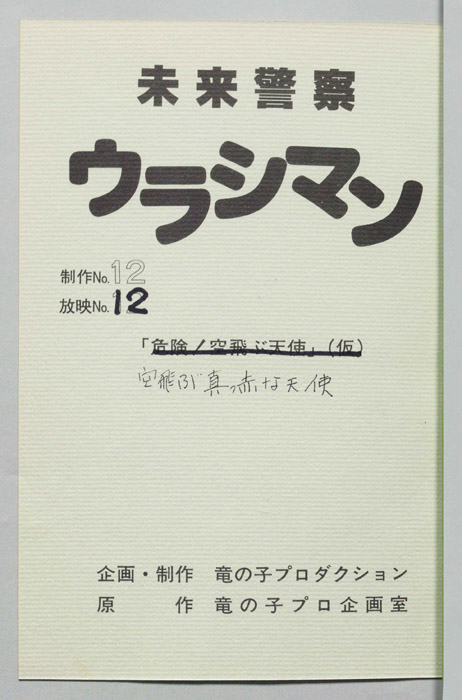 未来警察
ウラシマン
制作No.12
放映No.12
「危険!空飛ぶ天使」(仮)
空飛ぶ真っ赤な天使
企画・制作 竜の子プロダクション
原作 竜の子プロ企画室